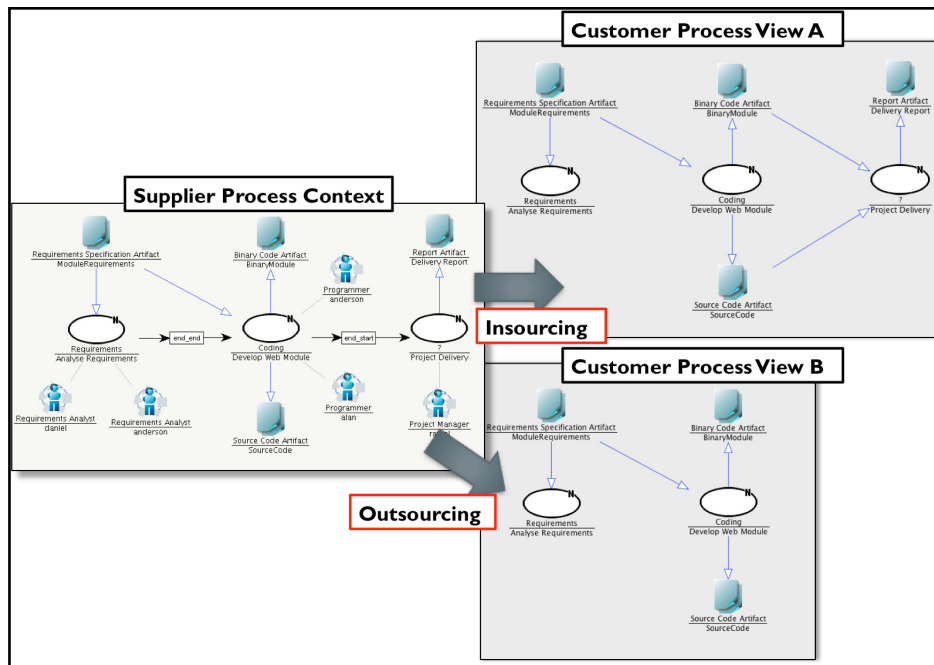 Customer Process View A
Requirements Specification Artifact
ModuleRequirements
Binary Code Artifact
BinaryModule
Report Artifact
Delivery Report
N
Requirements
Analyse Requirements
N
Coding
Develop Web Module
N
?
Project Delivery
Source Code Artifact
SourceCode
Supplier Process Context
Requirements Specification Artifact
ModuleRequirements
Binary Code Artifact
BinaryModule
Report Artifact
Delivery Report
Programmer
anderson
N
Requirements
Analyse Requirements
end_end
N
Coding
Develop Web Module
end_start
N
?
Project Delivery
Requirements Analyst
daniel
Requirements Analyst
anderson
Source Code Artifact
SourceCode
Programmer
alan
Project Manager
Insourcing
Outsourcing
Customer Process View B
Requirements Specification Artifact
ModuleRequirements
Binary Code Artifact
BinaryModule
N
Requirements
Analyse Requirements
N
Coding
Develop Web Module
Source Code Artifact
SourceCode